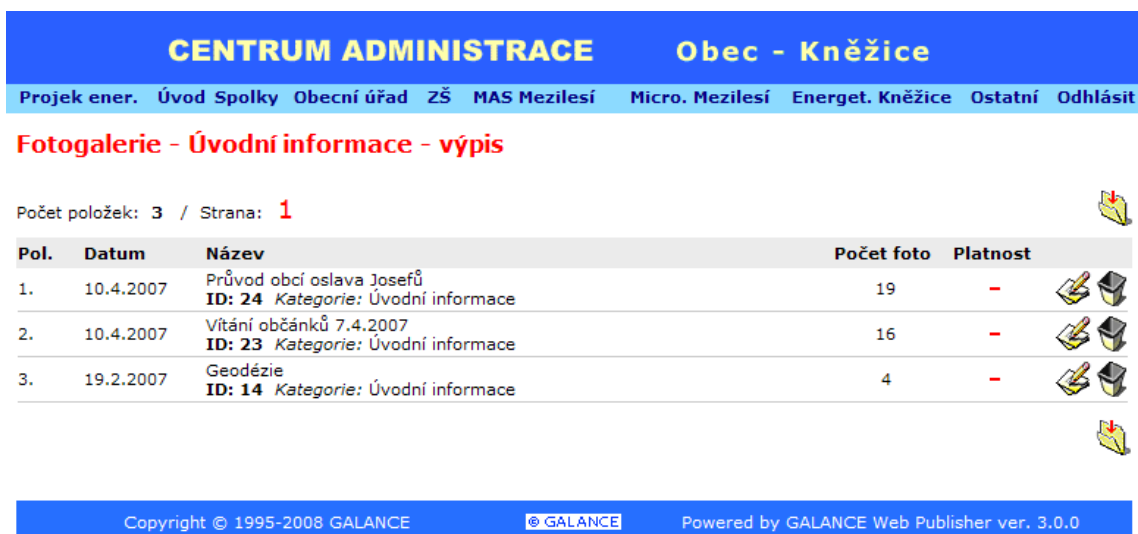 CENTRUM ADMINISTRACE Obec - Kněžice
Projek ener. Úvod Spolky Obecní úřad ZŠ MAS Mezilesí Micro. Mezilesí Energet. Kněžice Ostatní Odhlásit
Fotogalerie - Úvodní informace - výpis
Počet položek: 3 / Strana: 1
Pol. Datum Název Počet foto Platnost
1. 10.4.2007 Průvod obcí oslava Josefů 19 –
ID: 24 Kategorie: Úvodní informace
2. 10.4.2007 Vítání občánků 7.4.2007 16 –
ID: 23 Kategorie: Úvodní informace
3. 19.2.2007 Geodézie 4 –
ID: 14 Kategorie: Úvodní informace
Copyright © 1995-2008 GALANCE © GALANCE Powered by GALANCE Web Publisher ver. 3.0.0